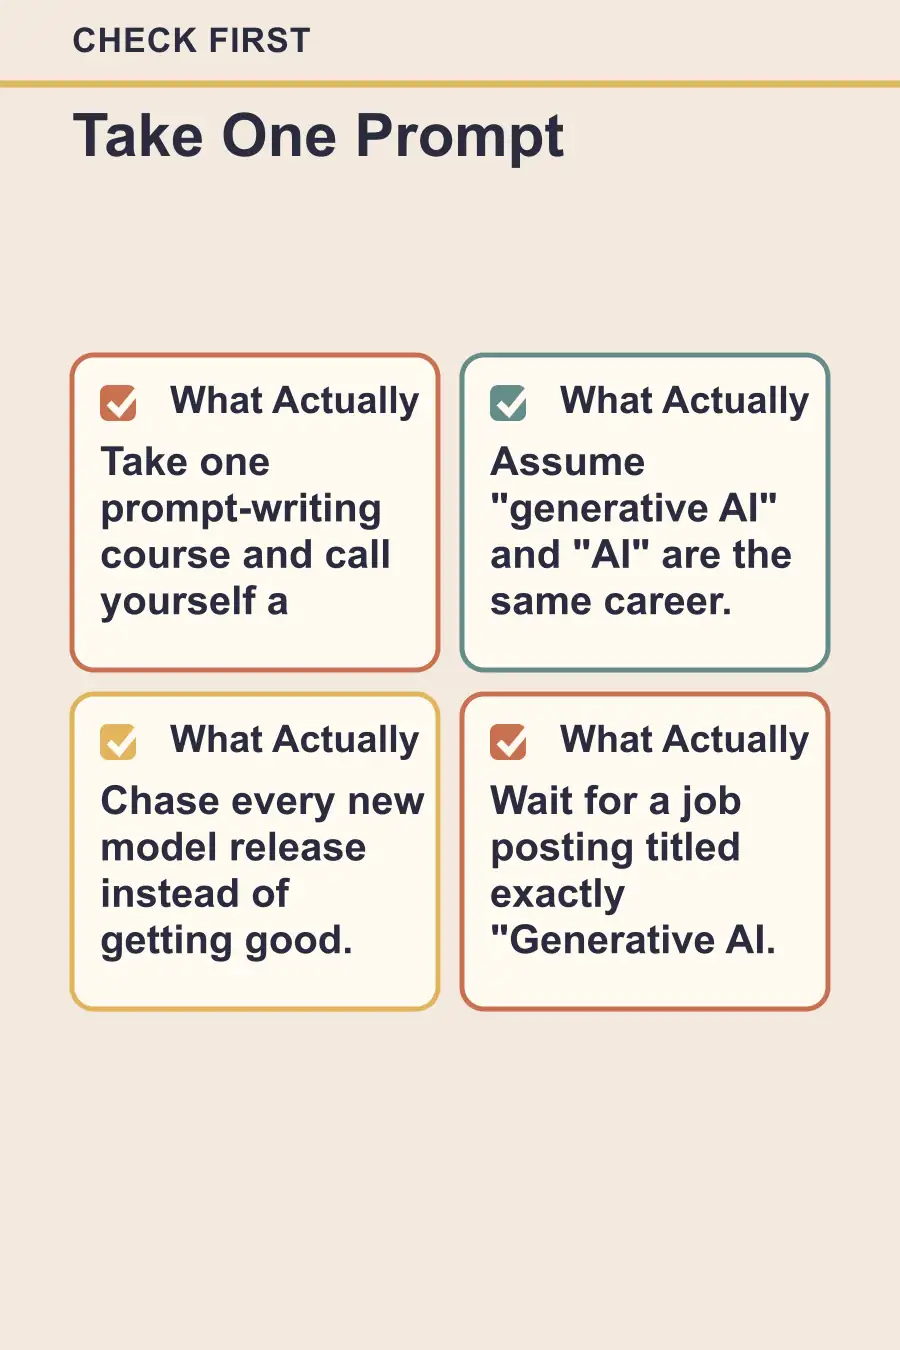 CHECK FIRST
Take One Prompt
What Actually
Take one
prompt-writing
course and call
yourself a
What Actually
Assume
"generative AI"
and "AI" are the
same career.
What Actually
Chase every new
model release
instead of
getting good.
What Actually
Wait for a job
posting titled
exactly
"Generative AI.